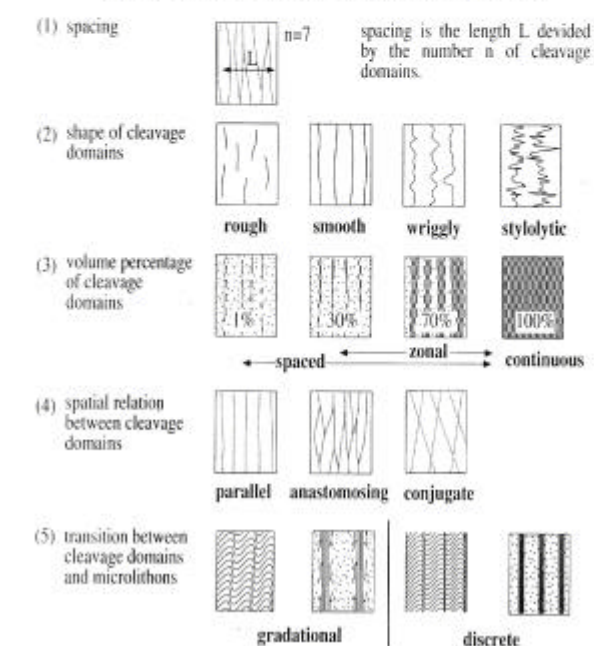 (1) spacing
n=7
L
spacing is the length L devided
by the number n of cleavage
domains.
(2) shape of cleavage
domains
rough smooth wriggly stylolytic
(3) volume percentage
of cleavage
domains
1% 30% 70% 100%
zonal
spaced continuous
(4) spatial relation
between cleavage
domains
parallel anastomosing conjugate
(5) transition between
cleavage domains
and microlithons
gradational discrete